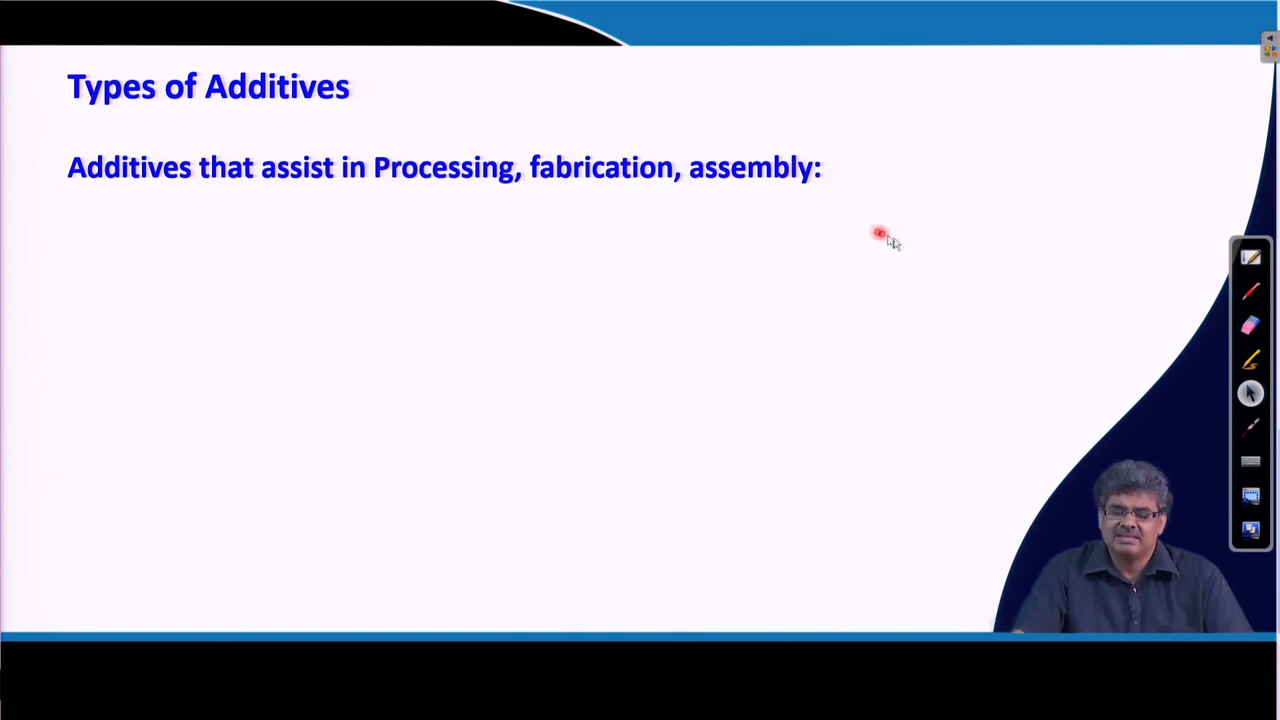 Types of Additives
Additives that assist in Processing, fabrication, assembly: